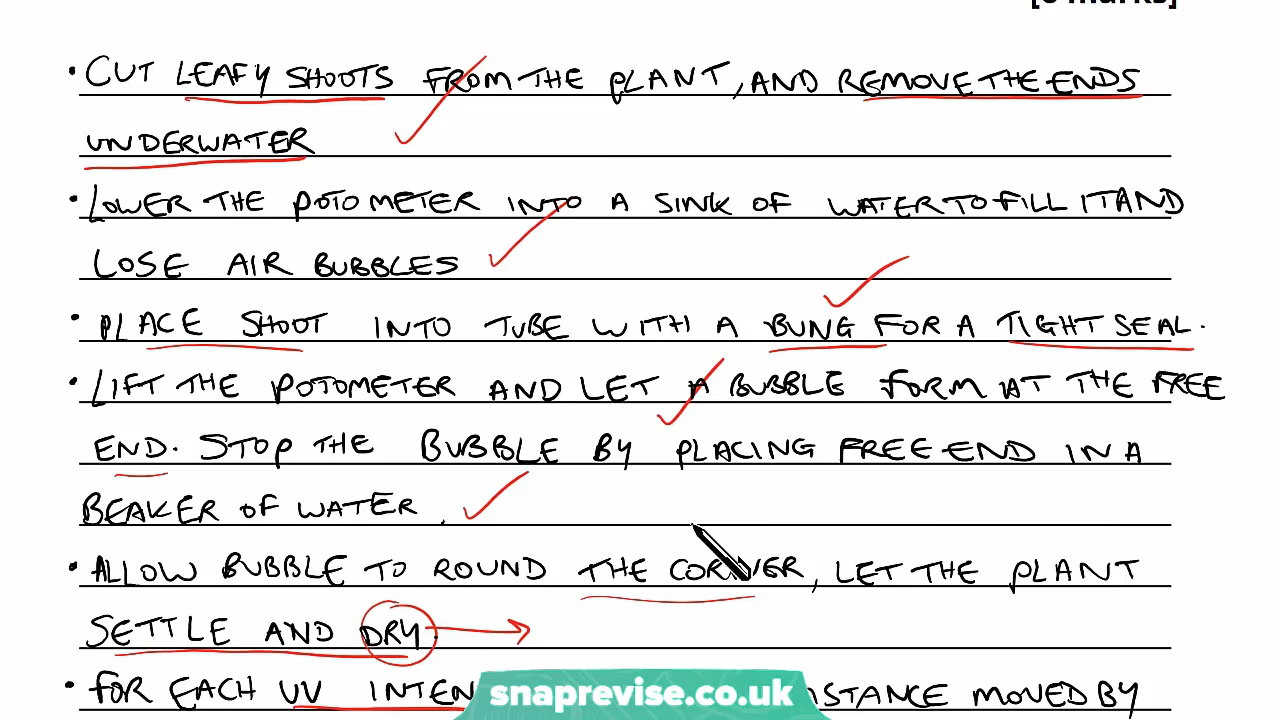 marks]
• CUT LEAFY SHOOTS FROM THE PLANT, AND REMOVE THE ENDS
UNDERWATER
• LOWER THE POTOMETER INTO A SINK OF WATER TO FILL IT AND
LOSE AIR BUBBLES
• PLACE SHOOT INTO TUBE WITH A BUNG FOR A TIGHT SEAL.
• LIFT THE POTOMETER AND LET A BUBBLE FORM AT THE FREE
END. STOP THE BUBBLE BY PLACING FREE END IN A
BEAKER OF WATER.
• ALLOW BUBBLE TO ROUND THE CORNER, LET THE PLANT
SETTLE AND DRY.
• FOR EACH UV MOVED BY
snaprevise.co.uk